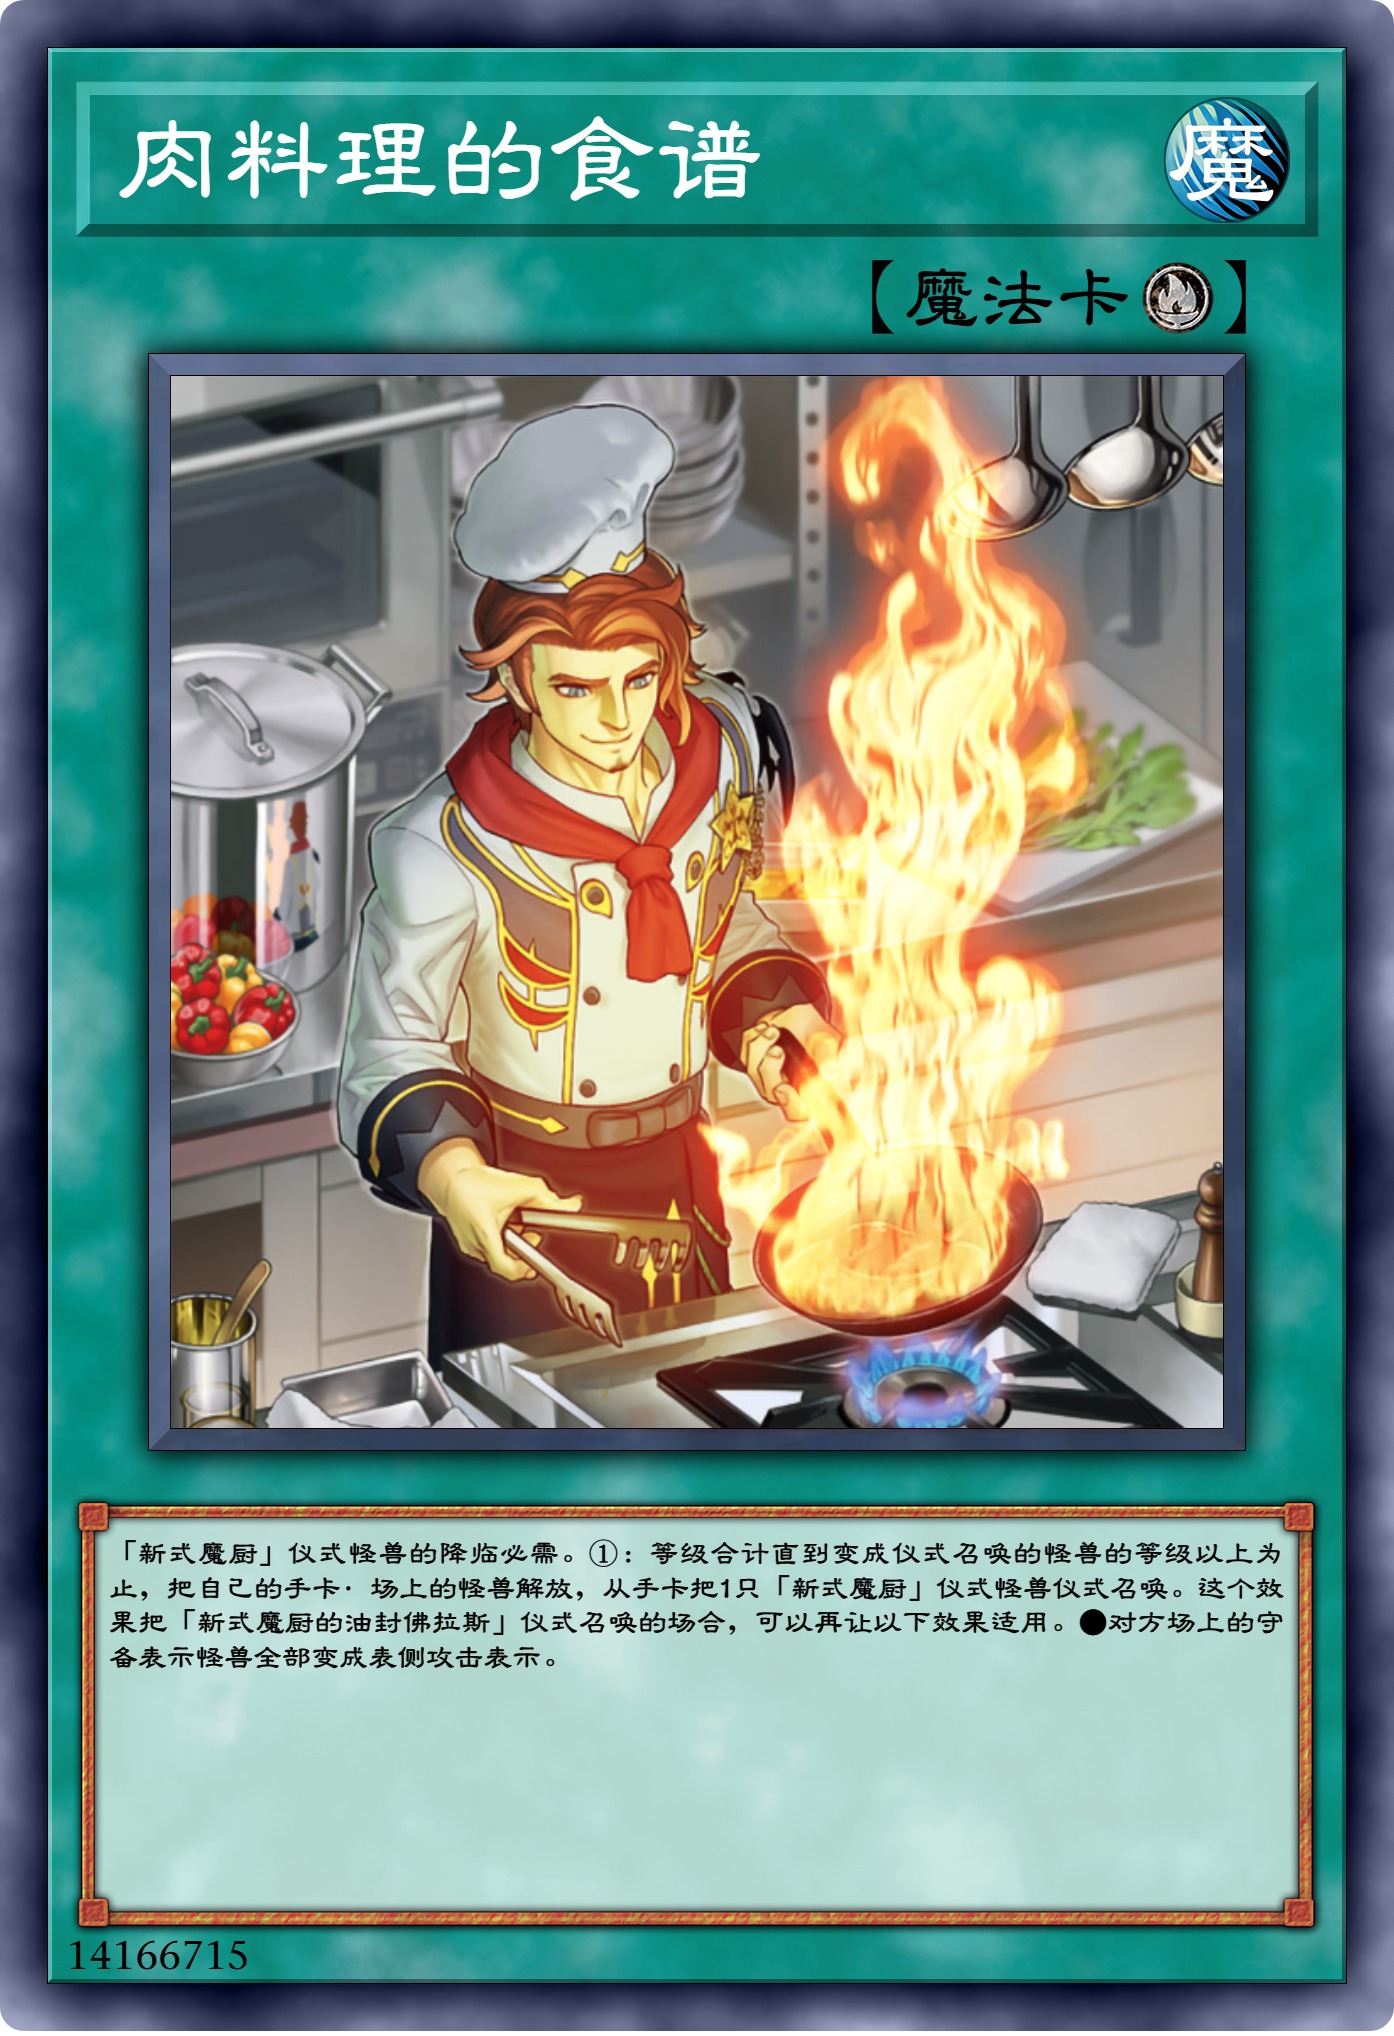 肉料理的食谱
魔
【魔法卡】
「新式魔厨」仪式怪兽的降临必需。①：等级合计直到变成仪式召唤的怪兽的等级以上为
止，把自己的手卡·场上的怪兽解放，从手卡把1只「新式魔厨」仪式怪兽仪式召唤。这个效
果把「新式魔厨的油封佛拉斯」仪式召唤的场合，可以再让以下效果适用。●对方场上的守
备表示怪兽全部变成表侧攻击表示。
14166715